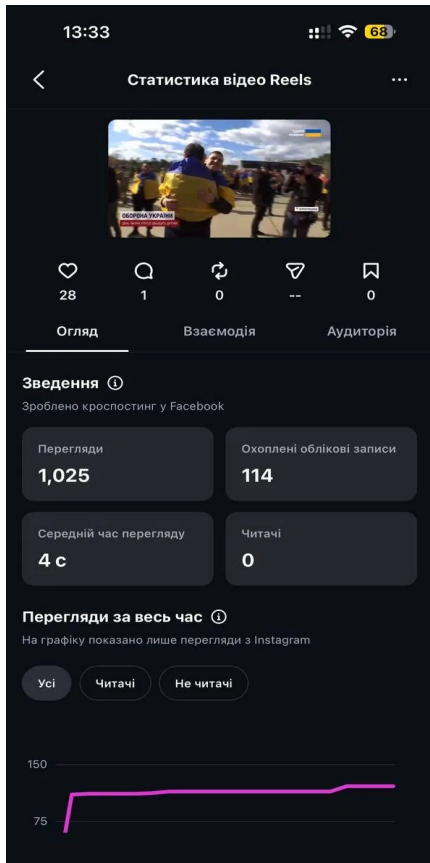 13:33
68
Статистика відео Reels
ОБОРОНА УКРАЇНИ
28
1
0
--
0
Огляд
Взаємодія
Аудиторія
Зведення
Зроблено кроспостинг у Facebook
Перегляди
Охоплені облікові записи
1,025
114
Середній час перегляду
Читачі
4 с
0
Перегляди за весь час
На графіку показано лише перегляди з Instagram
Усі
Читачі
Не читачі
150
75